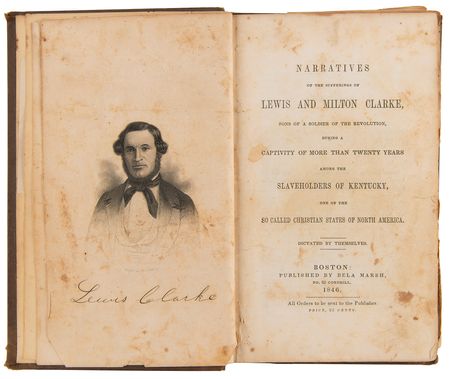 Lewis Clarke
NARRATIVES
OF THE SUFFERINGS OF
LEWIS AND MILTON CLARKE,
SONS OF A SOLDIER OF THE REVOLUTION,
DURING A
CAPTIVITY OF MORE THAN TWENTY YEARS
AMONG THE
SLAVEHOLDERS OF KENTUCKY,
ONE OF THE
SO CALLED CHRISTIAN STATES OF NORTH AMERICA.
DICTATED BY THEMSELVES.
BOSTON:
PUBLISHED BY BELA MARSH,
NO. 25 CORNHILL.
1846.
All Orders to be sent to the Publisher.
PRICE, 25 CENTS.